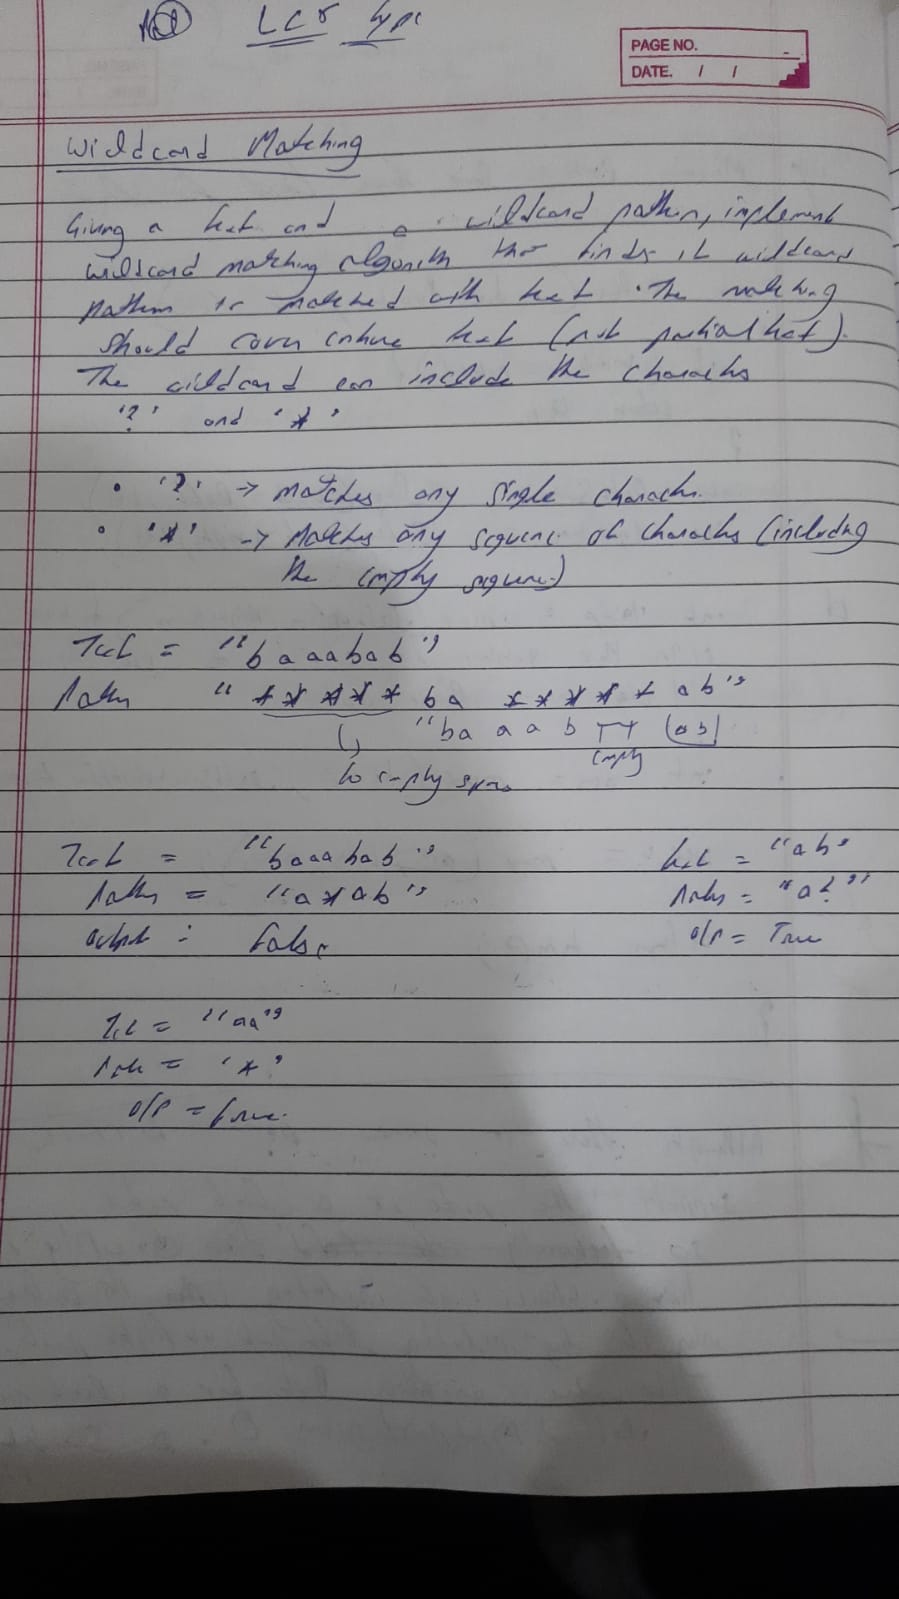 LCS type
PAGE NO.
DATE. / /
Wildcard Matching
Giving a text and a wildcard pattern, implement
wildcard matching algorithm that finds if wildcard
pattern is matched with text. The matching
should cover entire text (not partial text).
The wildcard can include the characters
'?' and '*'
• '?' -> matches any single character.
• '*' -> Matches any sequence of characters (including
the empty sequence)
Text = "baaabab"
Pattern "***** ba ***** ab"
"ba a a b (ab)
empty
to empty space
Text = "baaabab"
text = "ab"
Pattern = "a*ab"
Pattern = "a?"
output : false
o/p = True
Text = "aa"
Pattern = '*'
o/p = true.